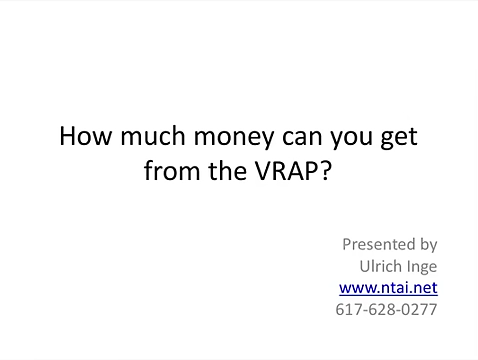 How much money can you get
from the VRAP?
Presented by
Ulrich Inge
www.ntai.net
617-628-0277